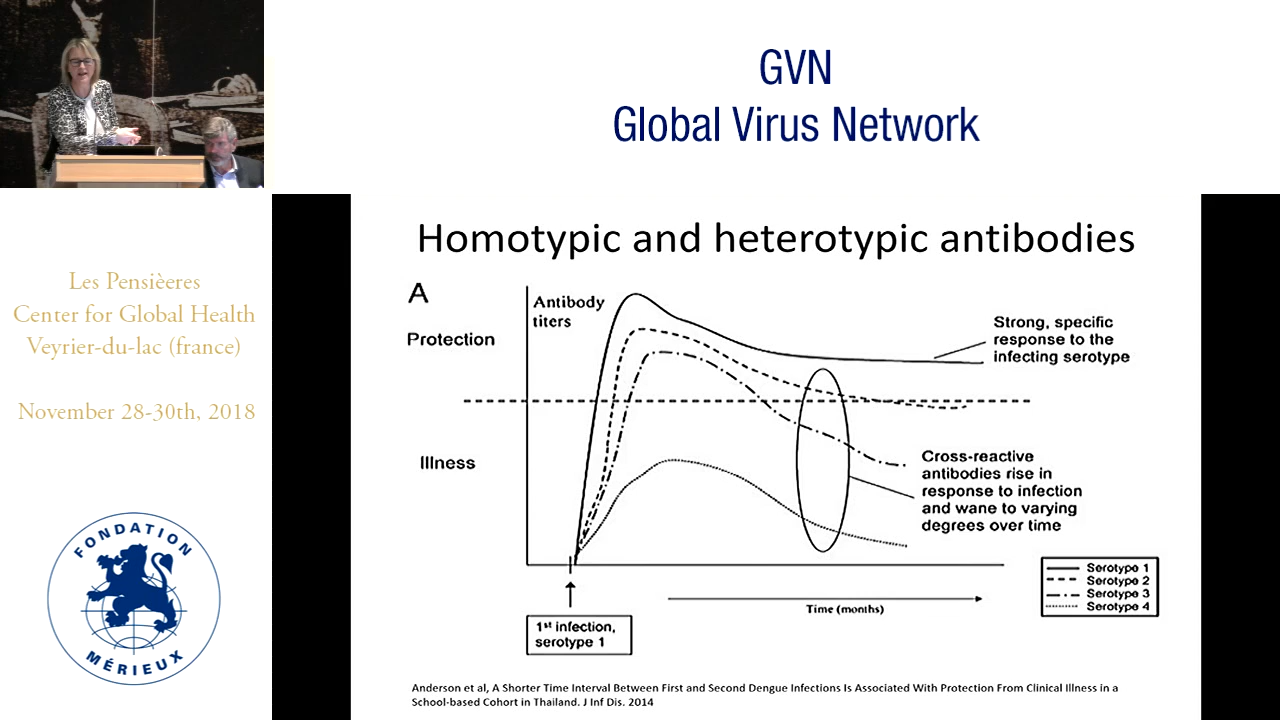 GVN
Global Virus Network
Les Pensièeres
Center for Global Health
Veyrier-du-lac (france)
November 28-30th, 2018
FONDATION
MÉRIEUX
Homotypic and heterotypic antibodies
A
Antibody
titers
Protection
Strong, specific
response to the
infecting serotype
Illness
Cross-reactive
antibodies rise in
response to infection
and wane to varying
degrees over time
Serotype 1
Serotype 2
Serotype 3
Serotype 4
Time (months)
1st infection,
serotype 1
Anderson et al, A Shorter Time Interval Between First and Second Dengue Infections Is Associated With Protection From Clinical Illness in a
School-based Cohort in Thailand. J Inf Dis. 2014